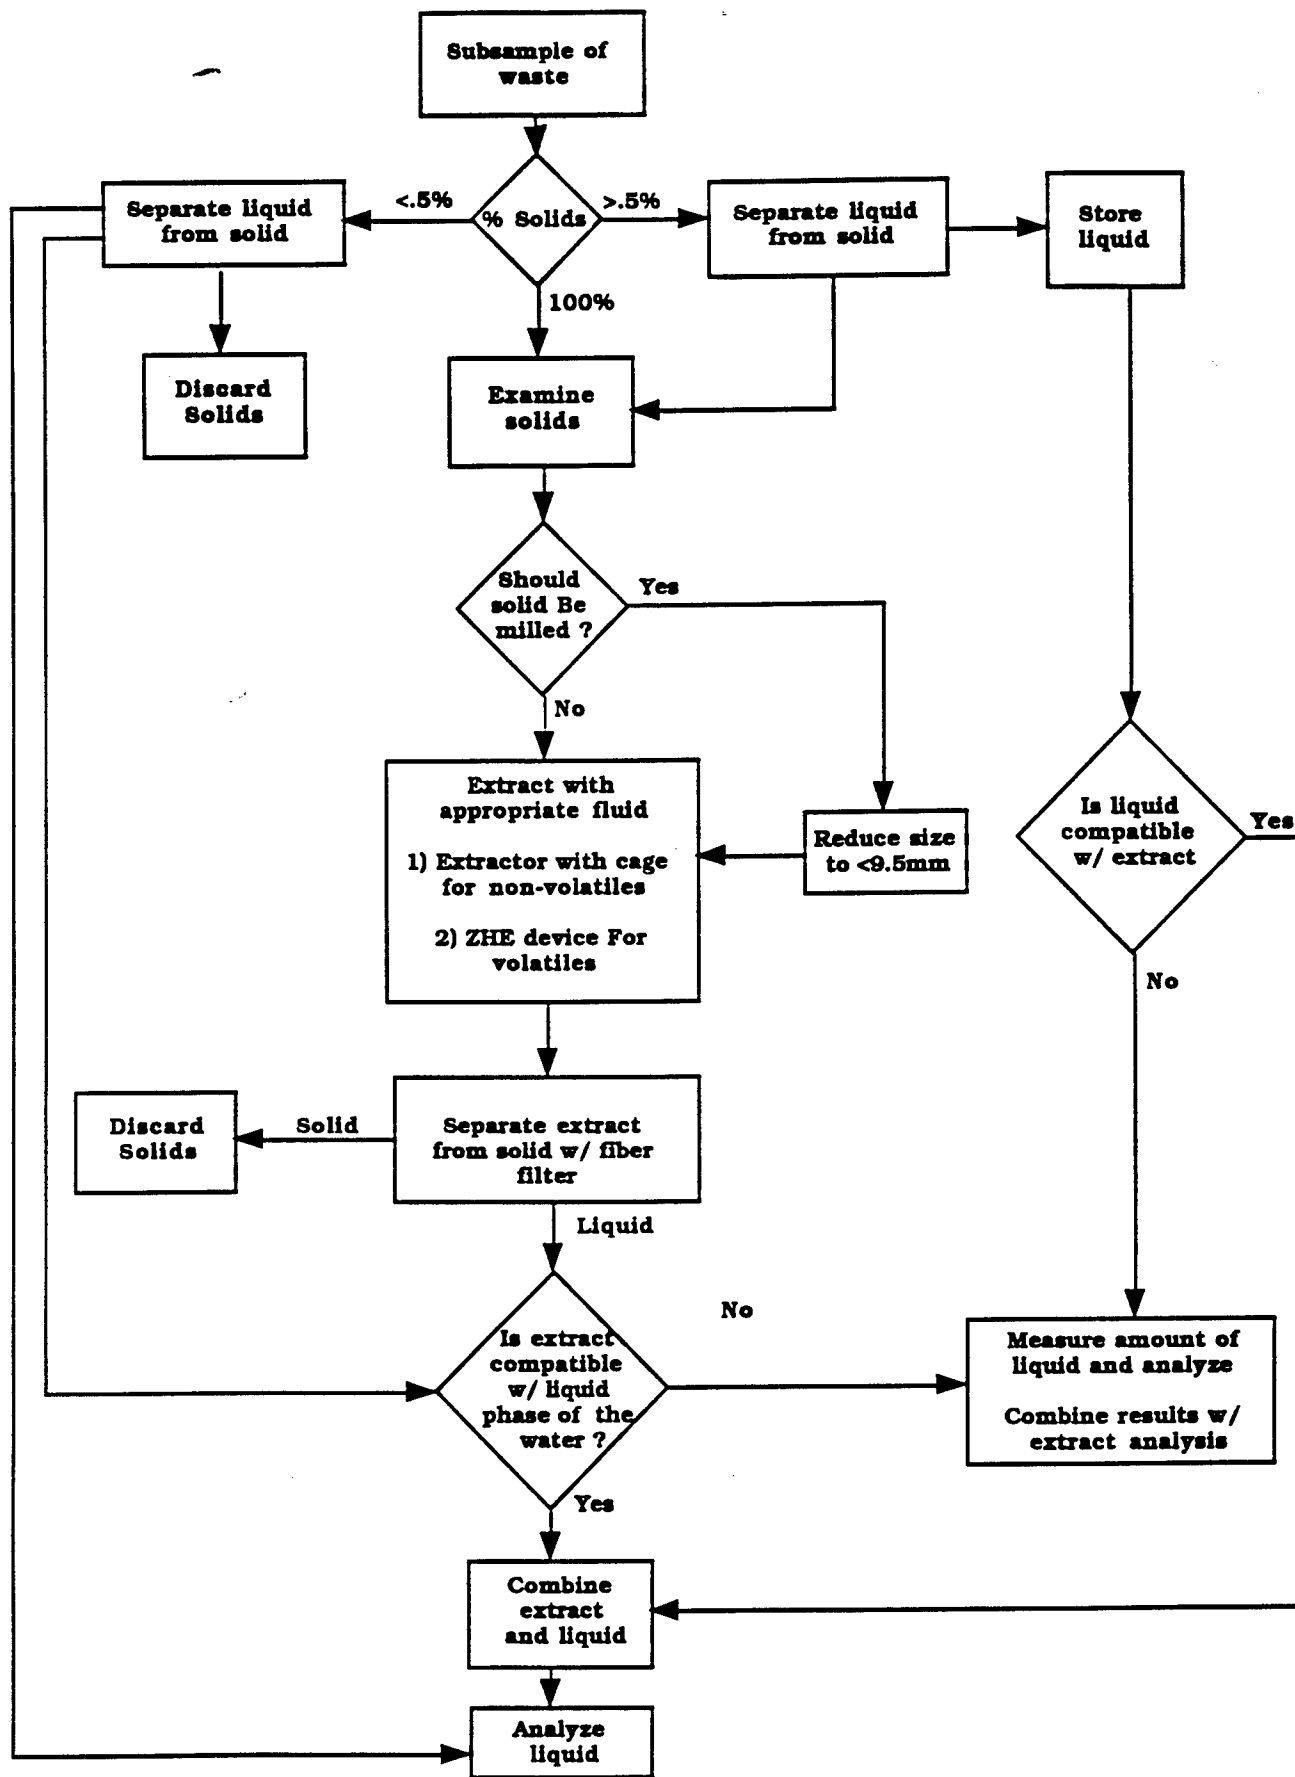 Subsample of
waste
<.5%
% Solids
>.5%
100%
Separate liquid
from solid
Separate liquid
from solid
Store
liquid
Discard
Solids
Examine
solids
Should
solid Be
milled ?
Yes
No
Extract with
appropriate fluid
1) Extractor with cage
for non-volatiles
2) ZHE device For
volatiles
Reduce size
to <9.5mm
Is liquid
compatible
w/ extract
Yes
No
Discard
Solids
Solid
Separate extract
from solid w/ fiber
filter
Liquid
Is extract
compatible
w/ liquid
phase of the
water ?
No
Measure amount of
liquid and analyze
Combine results w/
extract analysis
Yes
Combine
extract
and liquid
Analyze
liquid